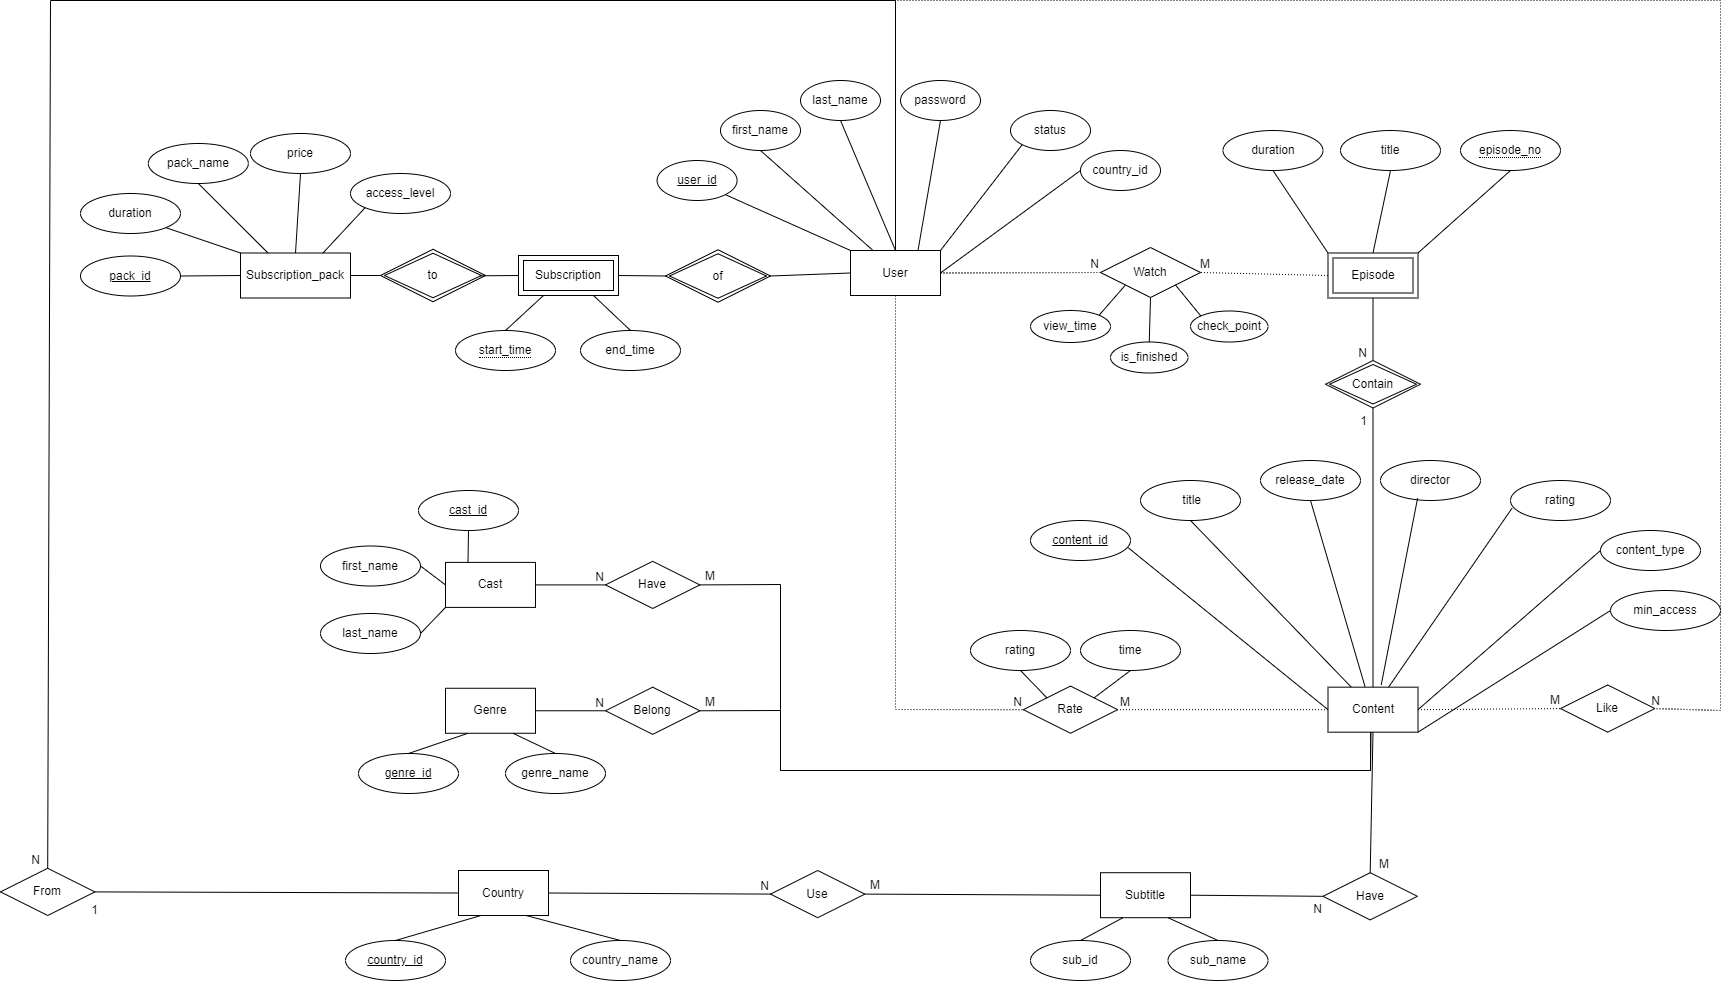 last_name
password
first_name
status
duration
title
episode_no
price
pack_name
country_id
user_id
access_level
duration
pack_id
Subscription_pack
to
Subscription
of
User
N
Watch
M
Episode
view_time
is_finished
check_point
start_time
end_time
N
Contain
1
release_date
director
title
rating
content_id
content_type
min_access
cast_id
first_name
Cast
N
Have
M
last_name
rating
time
Genre
N
Belong
M
N
Rate
M
Content
M
Like
N
genre_id
genre_name
N
From
1
Country
N
Use
M
Subtitle
N
Have
M
country_id
country_name
sub_id
sub_name